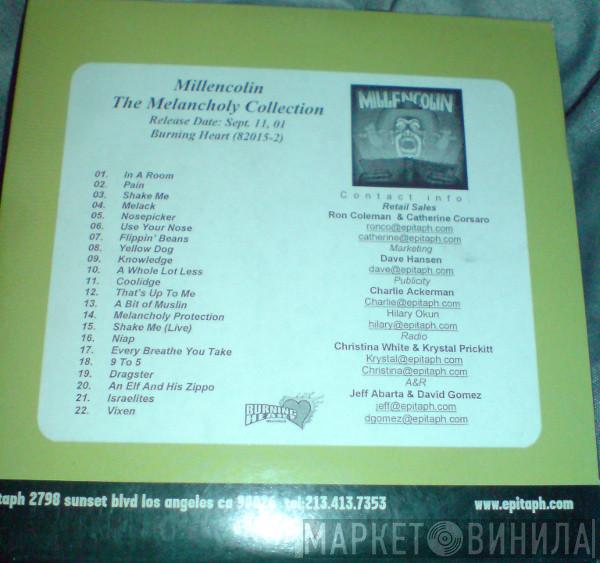 Millencolin
The Melancholy Collection
Release Date: Sept. 11, 01
Burning Heart (82015-2)
MILLENCOLIN
01. In A Room
02. Pain
03. Shake Me
04. Melack
05. Nosepicker
06. Use Your Nose
07. Flippin' Beans
08. Yellow Dog
09. Knowledge
10. A Whole Lot Less
11. Coolidge
12. That's Up To Me
13. A Bit of Muslin
14. Melancholy Protection
15. Shake Me (Live)
16. Niap
17. Every Breathe You Take
18. 9 To 5
19. Dragster
20. An Elf And His Zippo
21. Israelites
22. Vixen
Contact info:
Retail Sales
Ron Coleman & Catherine Corsaro
ronco@epitaph.com
catherine@epitaph.com
Marketing
Dave Hansen
dave@epitaph.com
Publicity
Charlie Ackerman
Charlie@epitaph.com
Hilary Okun
hilary@epitaph.com
Radio
Christina White & Krystal Prickitt
Krystal@epitaph.com
Christina@epitaph.com
A&R
Jeff Abarta & David Gomez
jeff@epitaph.com
dgomez@epitaph.com
BURNING
HEART
taph 2798 sunset blvd los angeles ca 90026 tel:213.413.7353 www.epitaph.com
МАРКЕТ ВИНИЛА